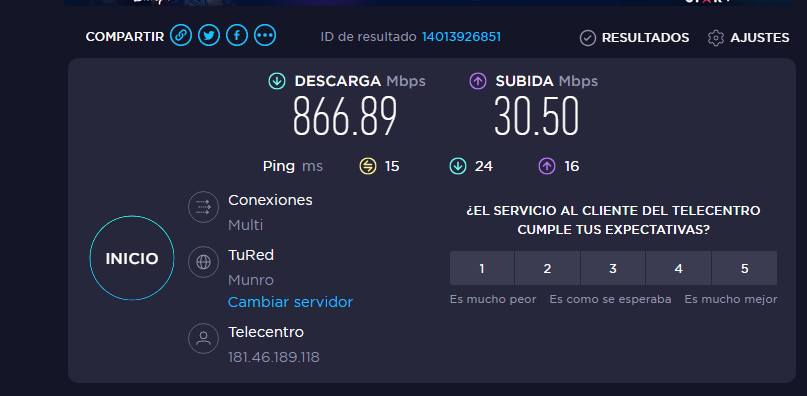 COMPARTIR
ID de resultado 14013926851
RESULTADOS
AJUSTES
DESCARGA Mbps
866.89
SUBIDA Mbps
30.50
Ping ms
15
24
16
INICIO
Conexiones
Multi
TuRed
Munro
Cambiar servidor
Telecentro
181.46.189.118
¿EL SERVICIO AL CLIENTE DEL TELECENTRO
CUMPLE TUS EXPECTATIVAS?
1 2 3 4 5
Es mucho peor Es como se esperaba Es mucho mejor